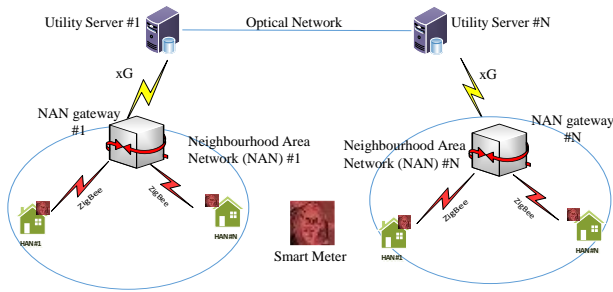 Utility Server #1
Optical Network
Utility Server #N
xG
xG
NAN gateway
#1
NAN gateway
#N
Neighbourhood Area
Network (NAN) #1
Neighbourhood Area
Network (NAN) #N
ZigBee
ZigBee
ZigBee
ZigBee
HAN#1
HAN#N
Smart Meter
HAN#1
HAN#N